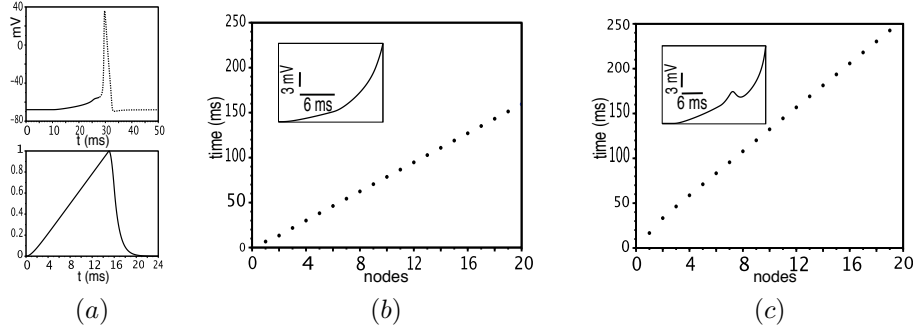 mV
40
0
-40
-80
0 10 20 30 40 50
t (ms)
1
0.8
0.6
0.4
0.2
0
0 4 8 12 16 20 24
t (ms)
(a)
250
200
150
100
50
0
time (ms)
3 mV
6 ms
0 4 8 12 16 20
nodes
(b)
250
200
150
100
50
0
time (ms)
3 mV
6 ms
0 4 8 12 16 20
nodes
(c)